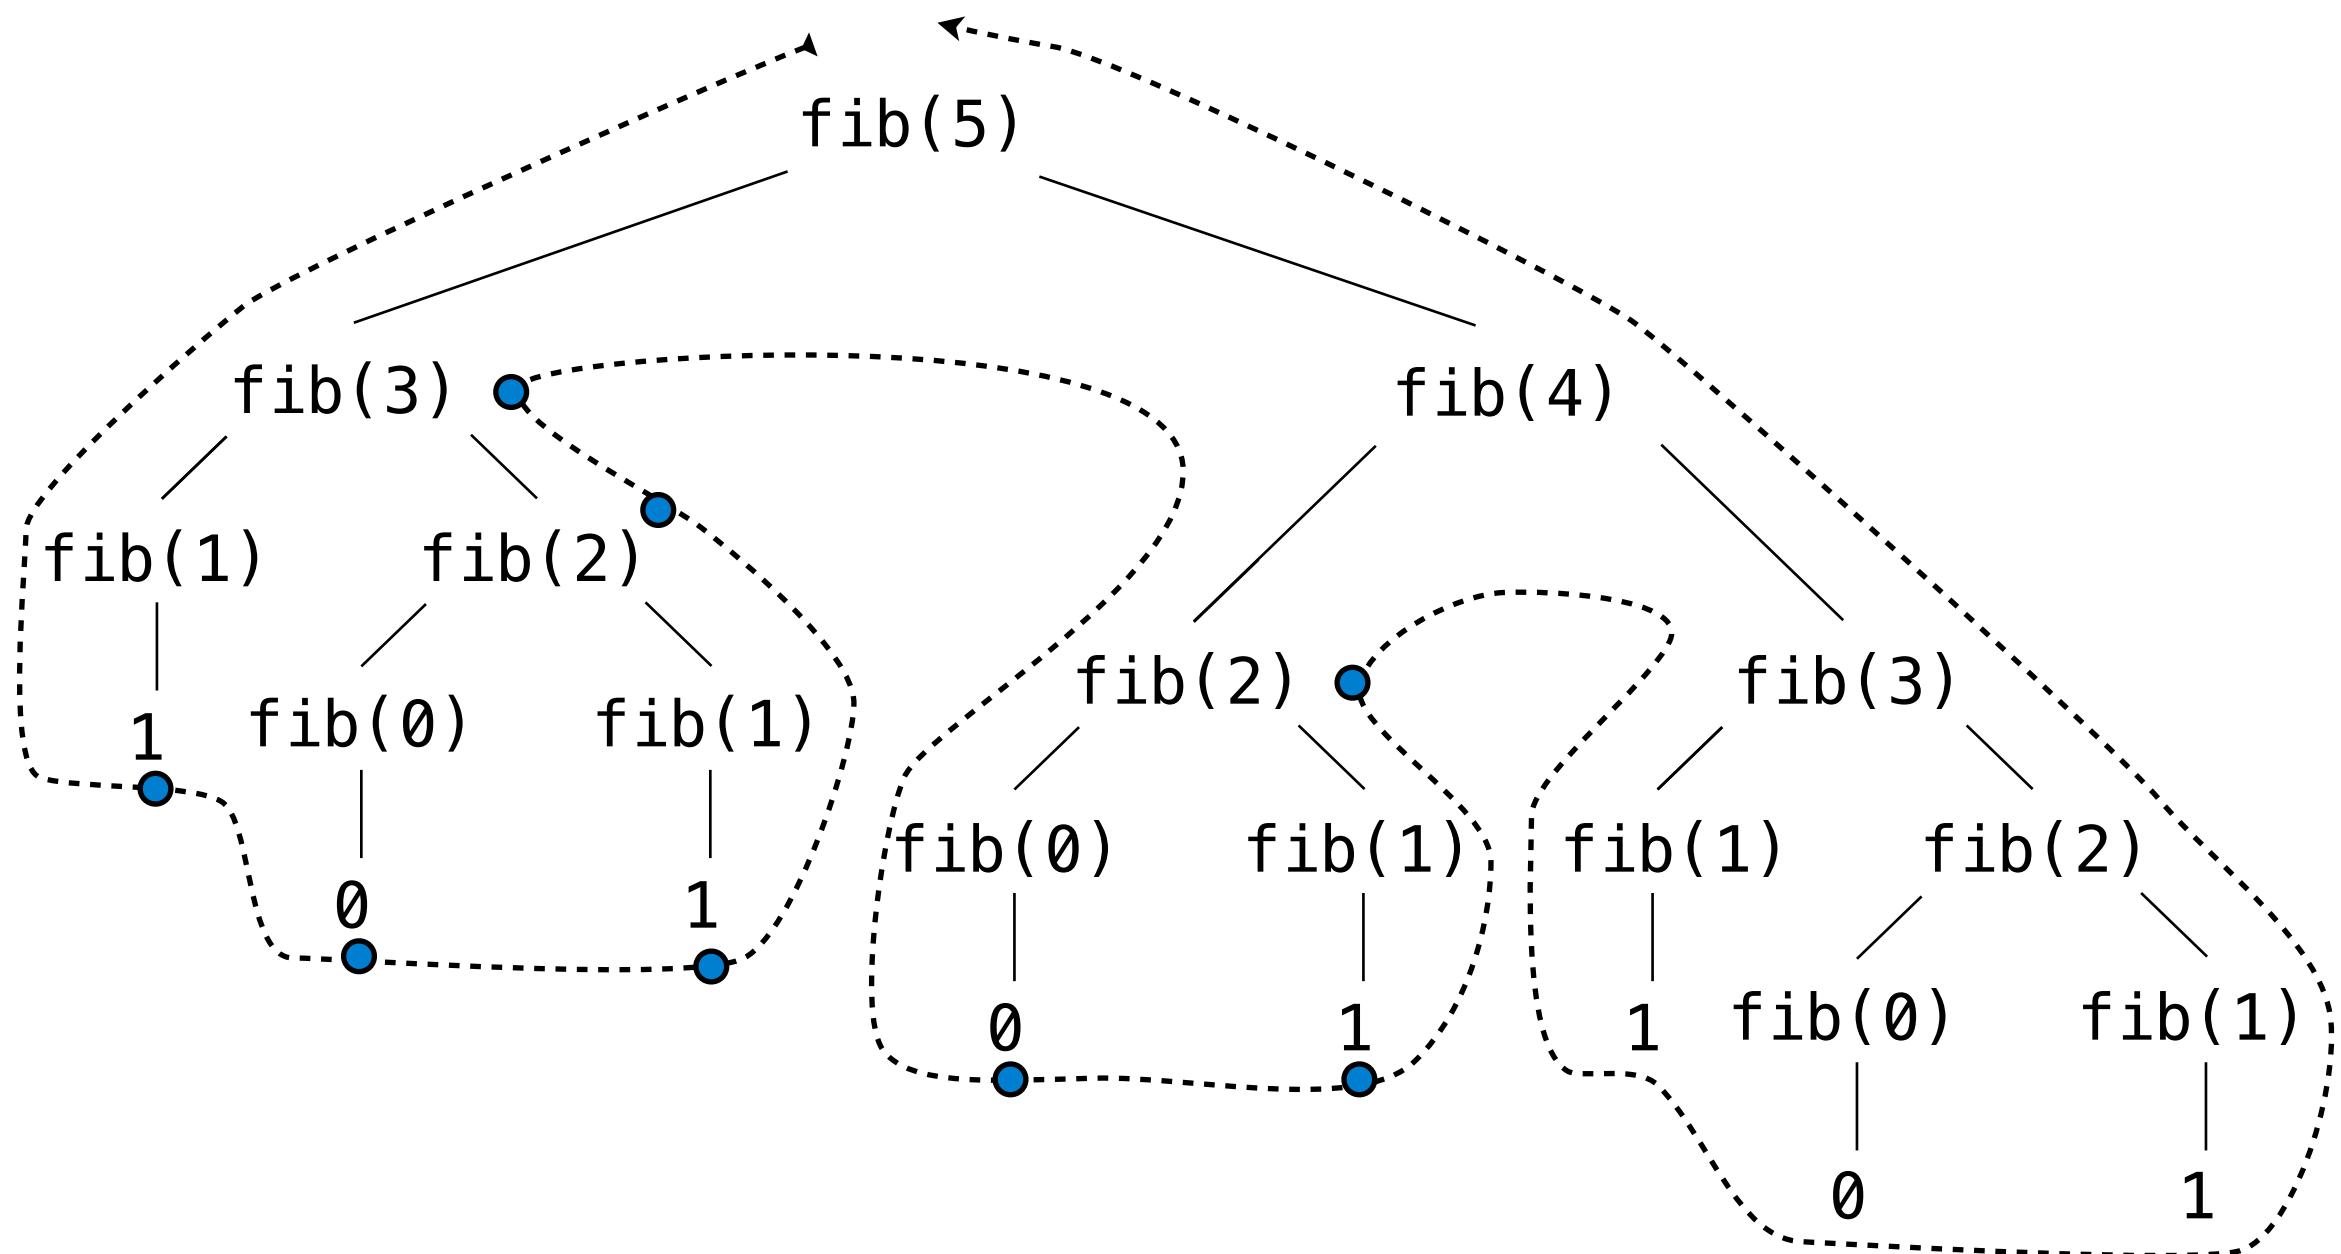 fib(5)
fib(3) fib(4)
fib(1) fib(2)
fib(2) fib(3)
1 fib(0) fib(1)
fib(0) fib(1) fib(1) fib(2)
0 1
0 1 1 fib(0) fib(1)
0 1